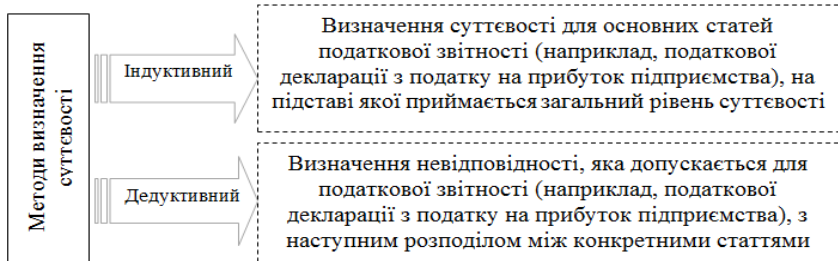 Методи визначення
суттєвості
Індуктивний
Визначення суттєвості для основних статей
податкової звітності (наприклад, податкової
декларації з податку на прибуток підприємства), на
підставі якої приймається загальний рівень суттєвості
Дедуктивний
Визначення невідповідності, яка допускається для
податкової звітності (наприклад, податкової
декларації з податку на прибуток підприємства), з
наступним розподілом між конкретними статтями